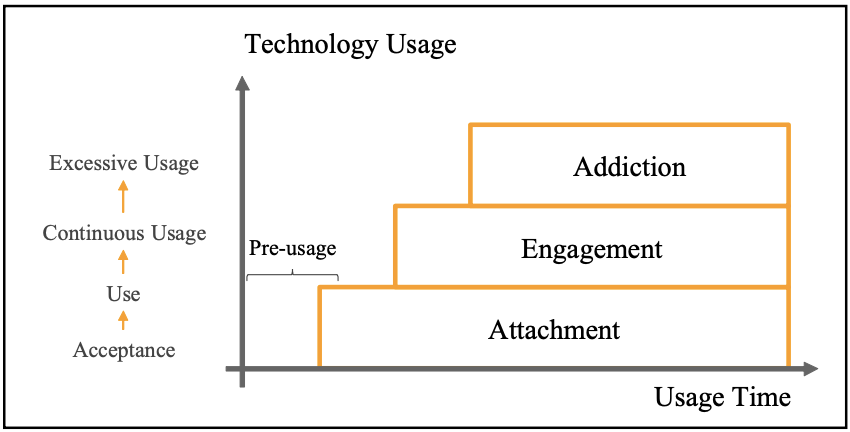 Technology Usage
Excessive Usage
Addiction
Continuous Usage
Pre-usage
Engagement
Use
Attachment
Acceptance
Usage Time